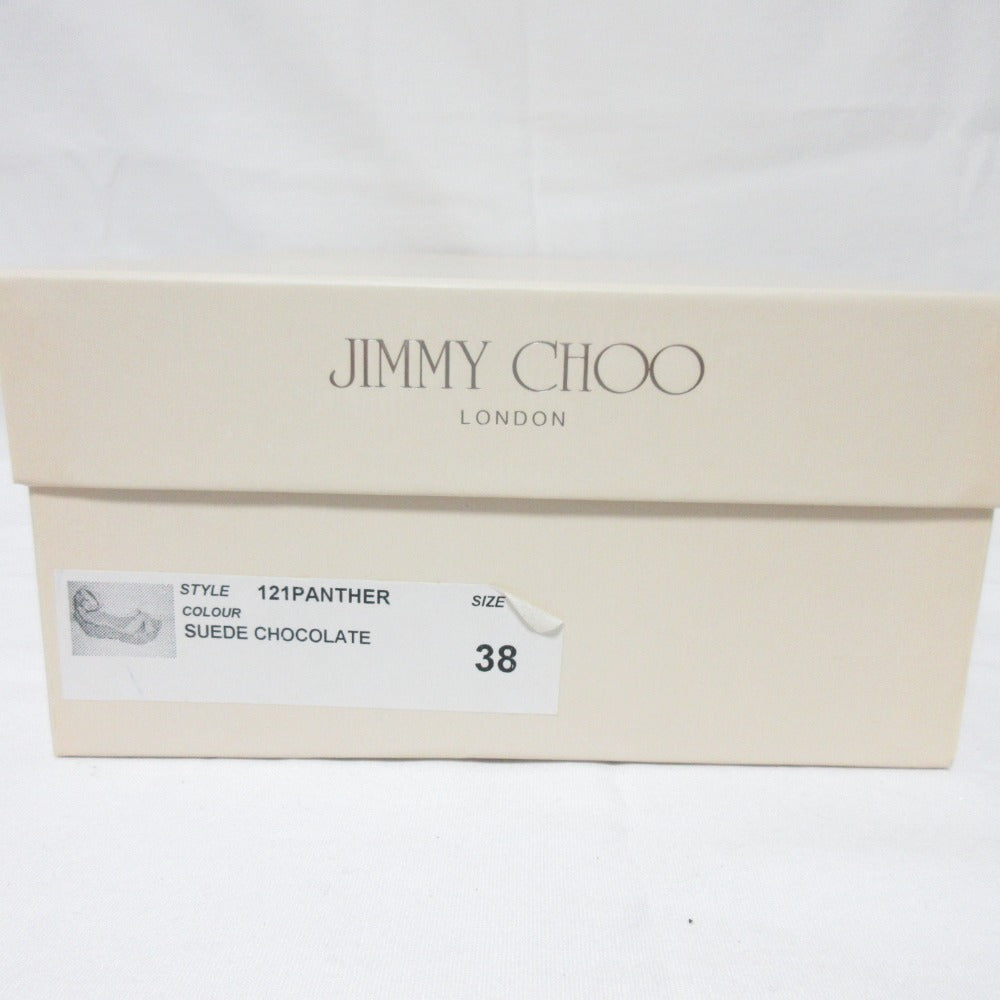 JIMMY CHOO
LONDON
STYLE 121PANTHER SIZE
COLOUR
SUEDE CHOCOLATE
38